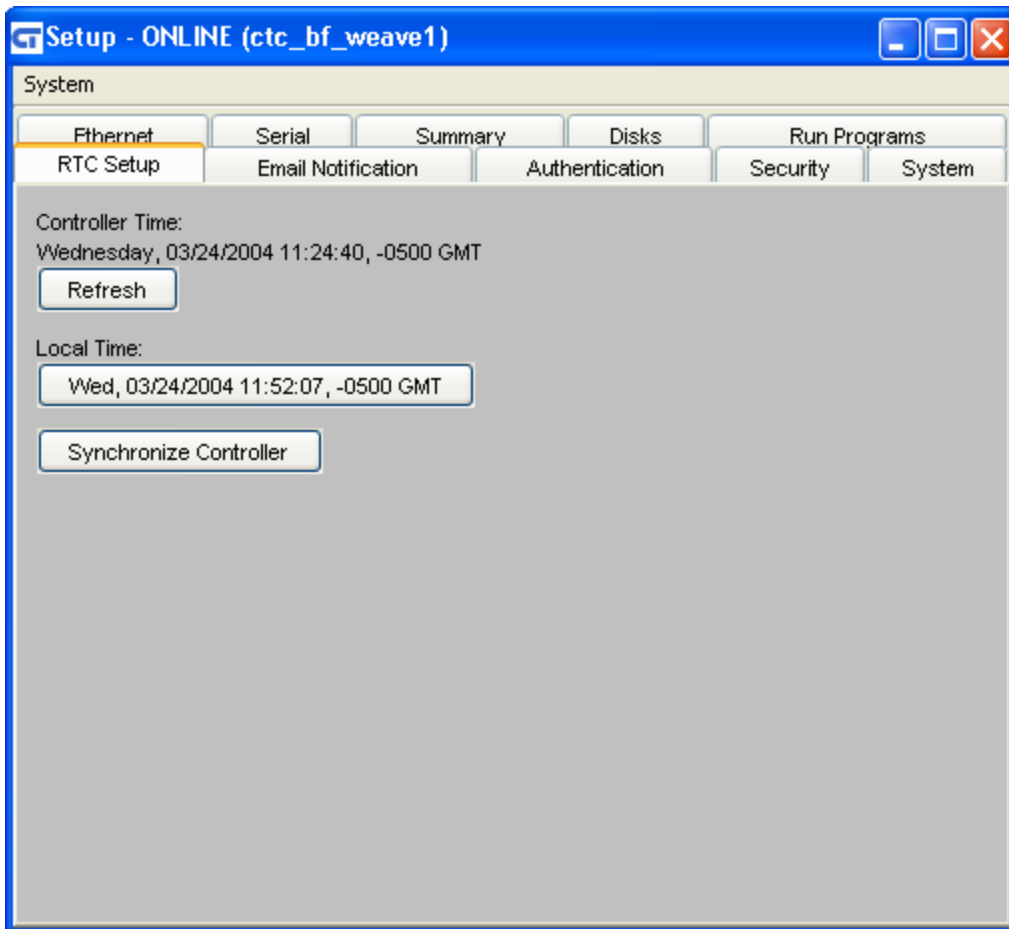 Setup - ONLINE (ctc_bf_weave1)
System
Ethernet Serial Summary Disks Run Programs
RTC Setup Email Notification Authentication Security System
Controller Time:
Wednesday, 03/24/2004 11:24:40, -0500 GMT
Refresh
Local Time:
Wed, 03/24/2004 11:52:07, -0500 GMT
Synchronize Controller